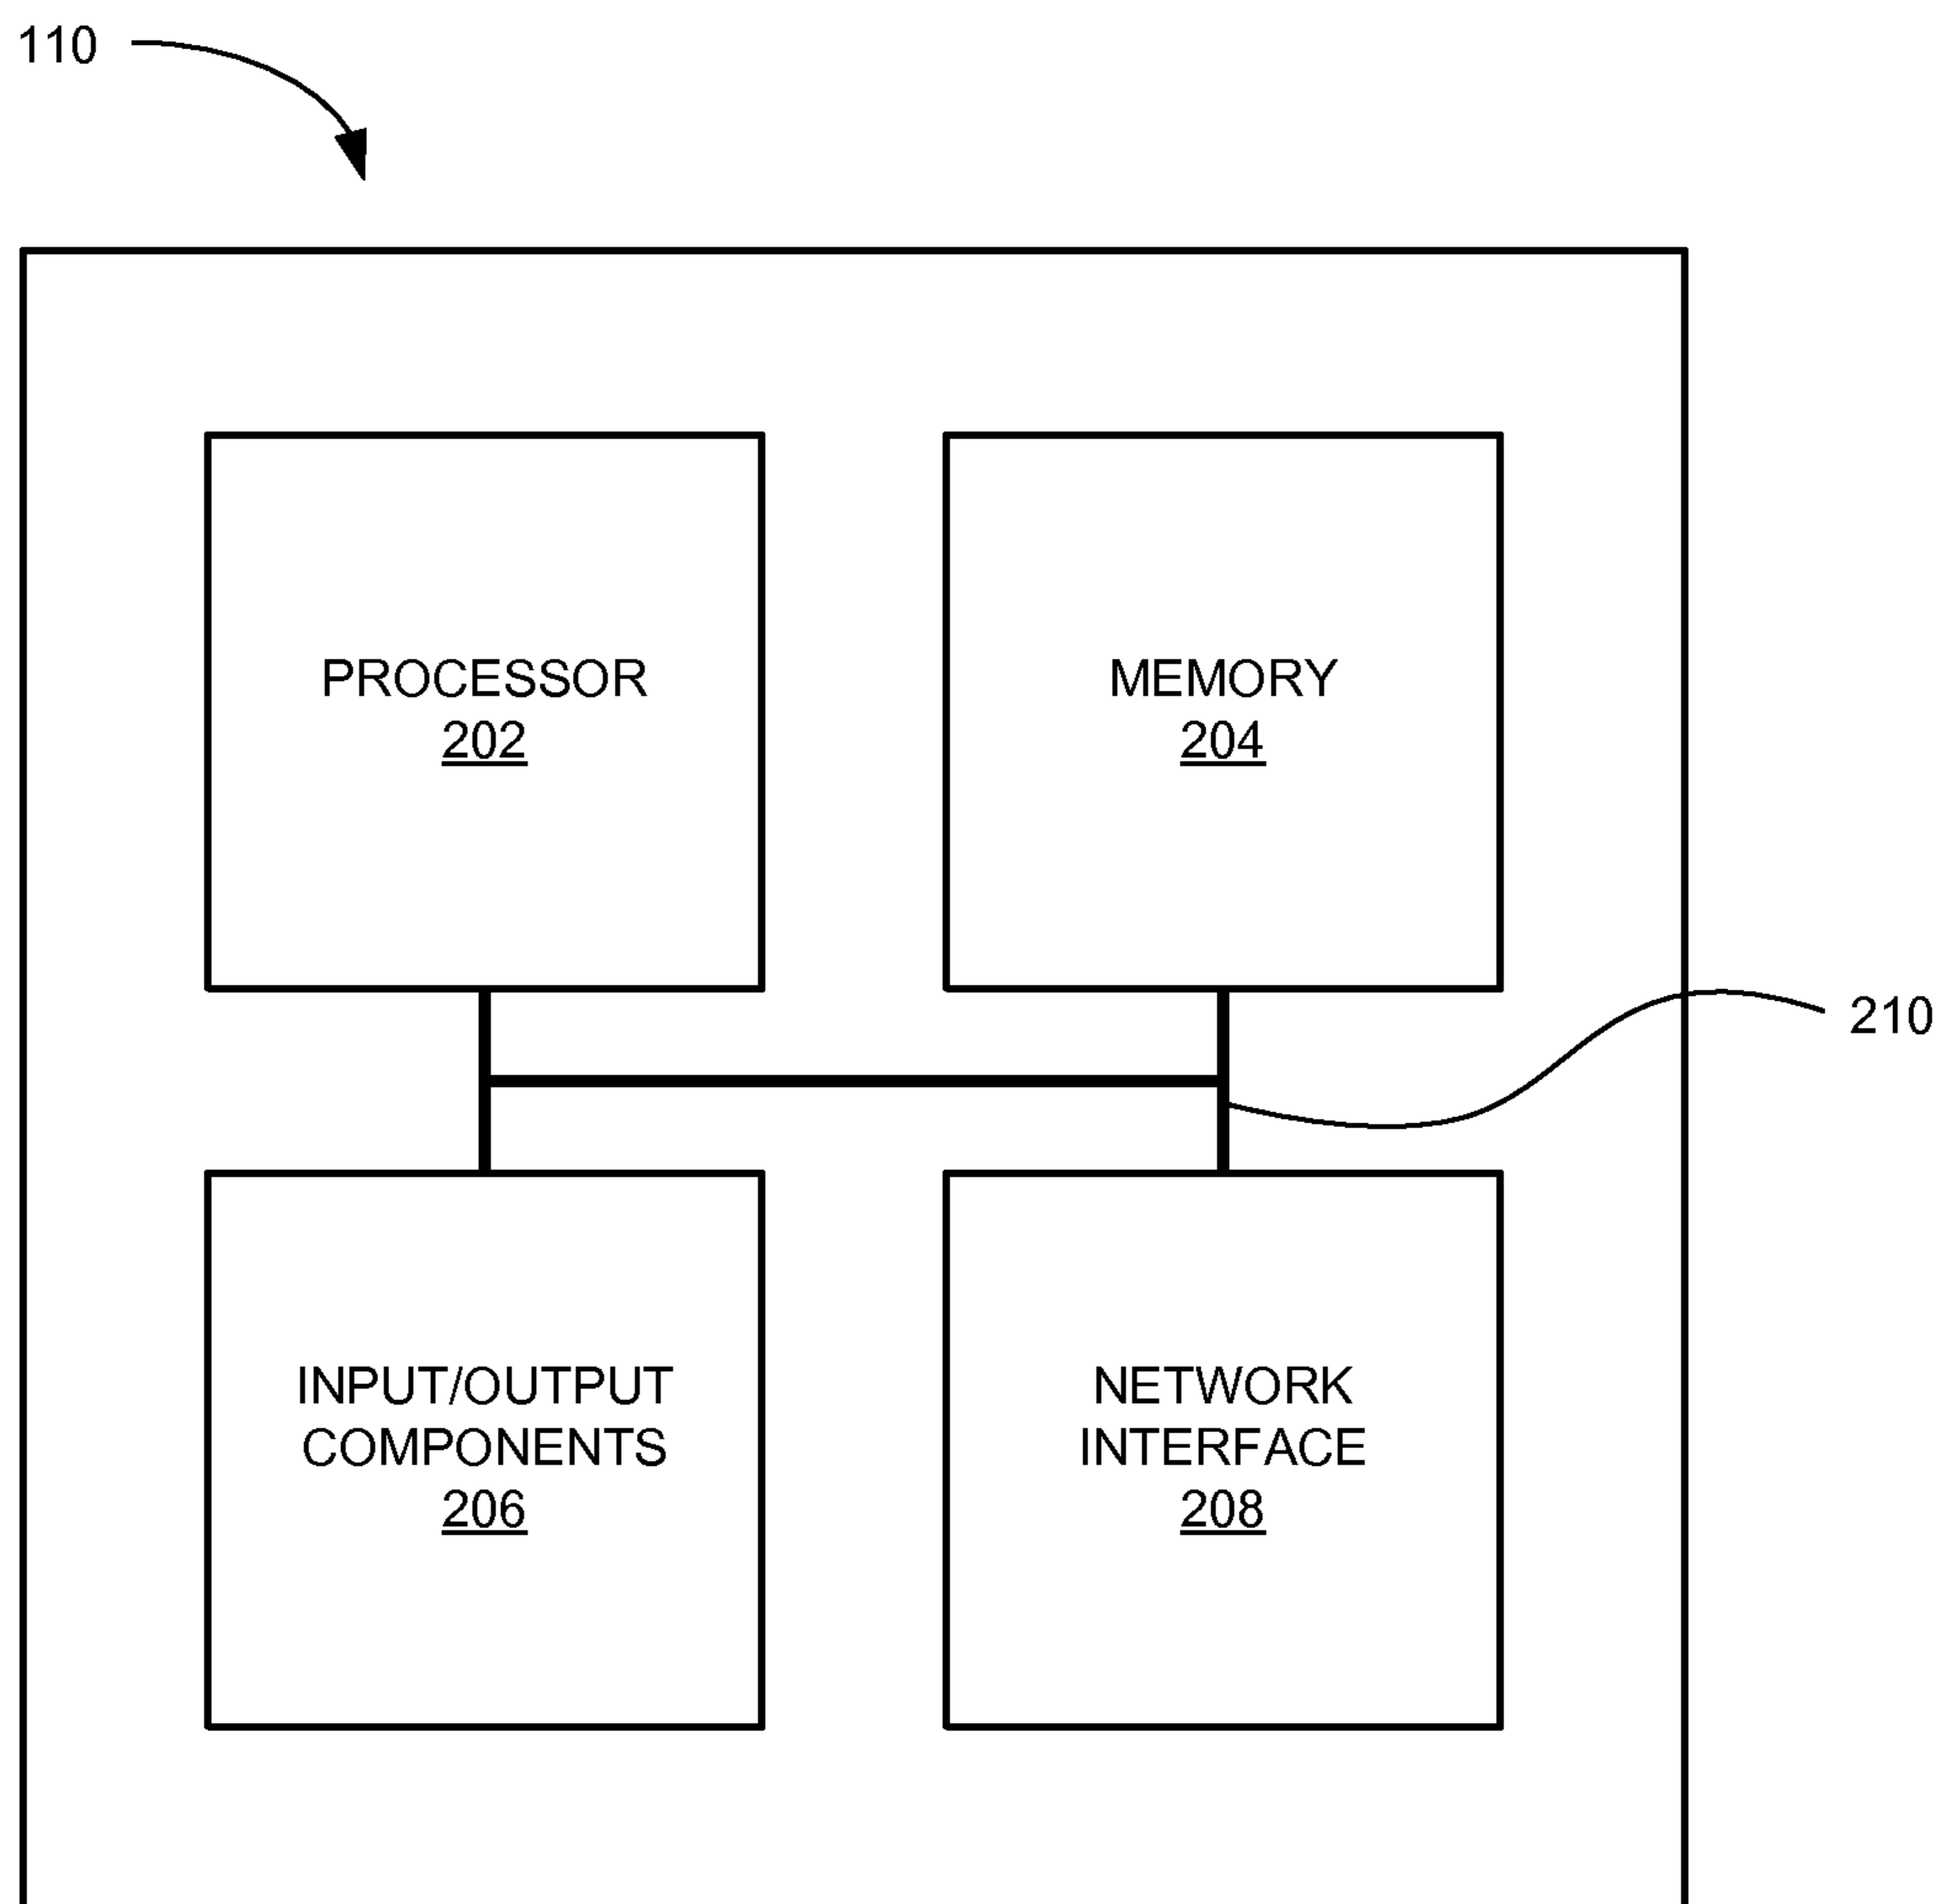 110
PROCESSOR
202
MEMORY
204
210
INPUT/OUTPUT
COMPONENTS
206
NETWORK
INTERFACE
208